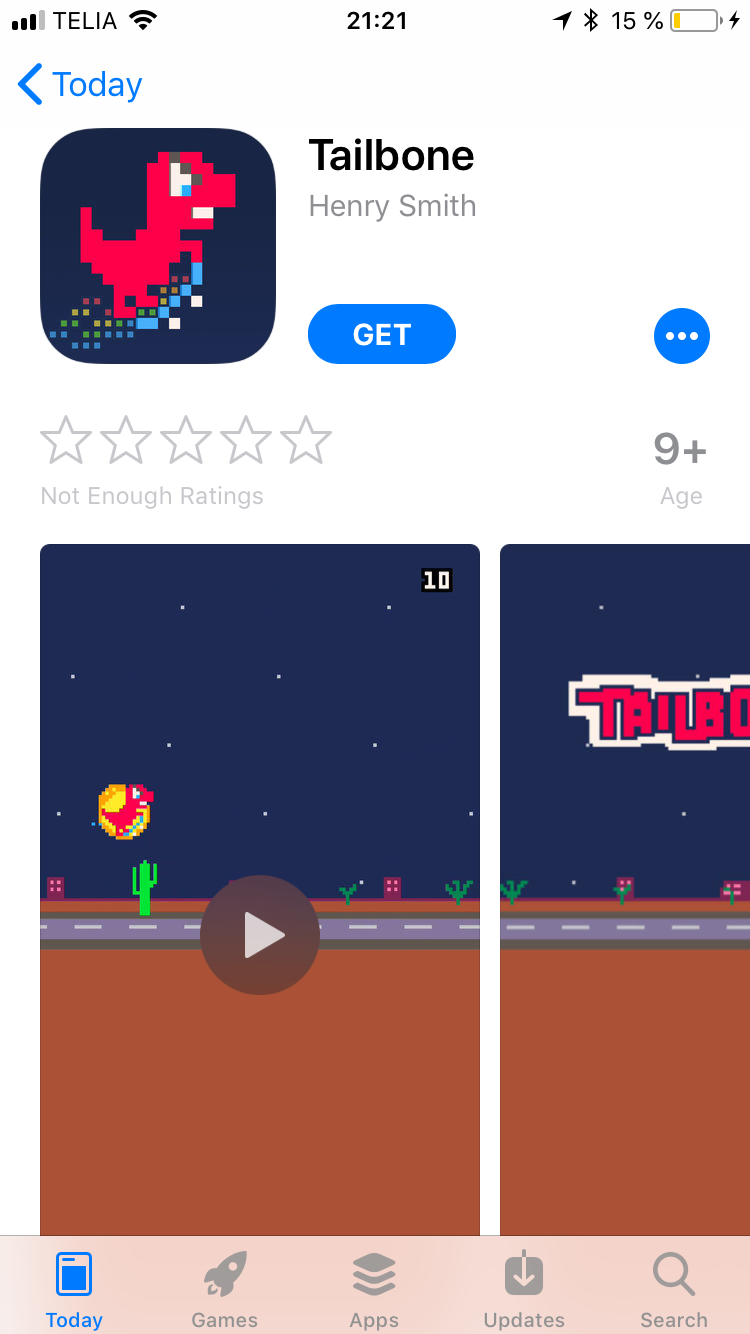 TELIA 21:21 15 %
Today
Tailbone
Henry Smith
GET
9+
Not Enough Ratings Age
10
Today Games Apps Updates Search